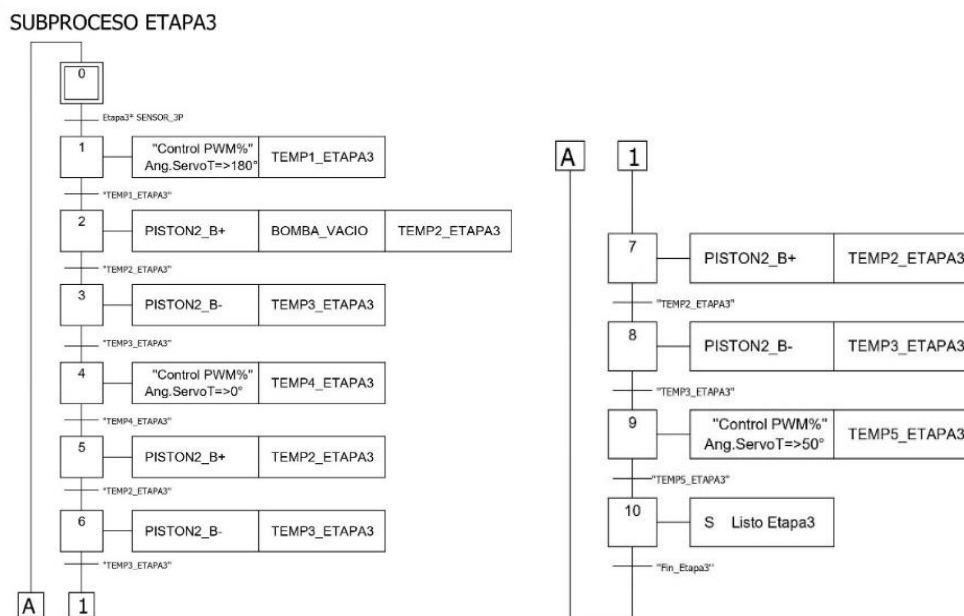 SUBPROCESO ETAPA3
0
Etapa3* SENSOR_3P
1
"Control PWM%"
Ang.ServoT=>180°
TEMP1_ETAPA3
"TEMP1_ETAPA3"
2
PISTON2_B+
BOMBA_VACIO
TEMP2_ETAPA3
"TEMP2_ETAPA3"
3
PISTON2_B-
TEMP3_ETAPA3
"TEMP3_ETAPA3"
4
"Control PWM%"
Ang.ServoT=>0°
TEMP4_ETAPA3
"TEMP4_ETAPA3"
5
PISTON2_B+
TEMP2_ETAPA3
"TEMP2_ETAPA3"
6
PISTON2_B-
TEMP3_ETAPA3
"TEMP3_ETAPA3"
A
1
A
1
7
PISTON2_B+
TEMP2_ETAPA3
"TEMP2_ETAPA3"
8
PISTON2_B-
TEMP3_ETAPA3
"TEMP3_ETAPA3"
9
"Control PWM%"
Ang.ServoT=>50°
TEMP5_ETAPA3
"TEMP5_ETAPA3"
10
S Listo Etapa3
"Fin_Etapa3"